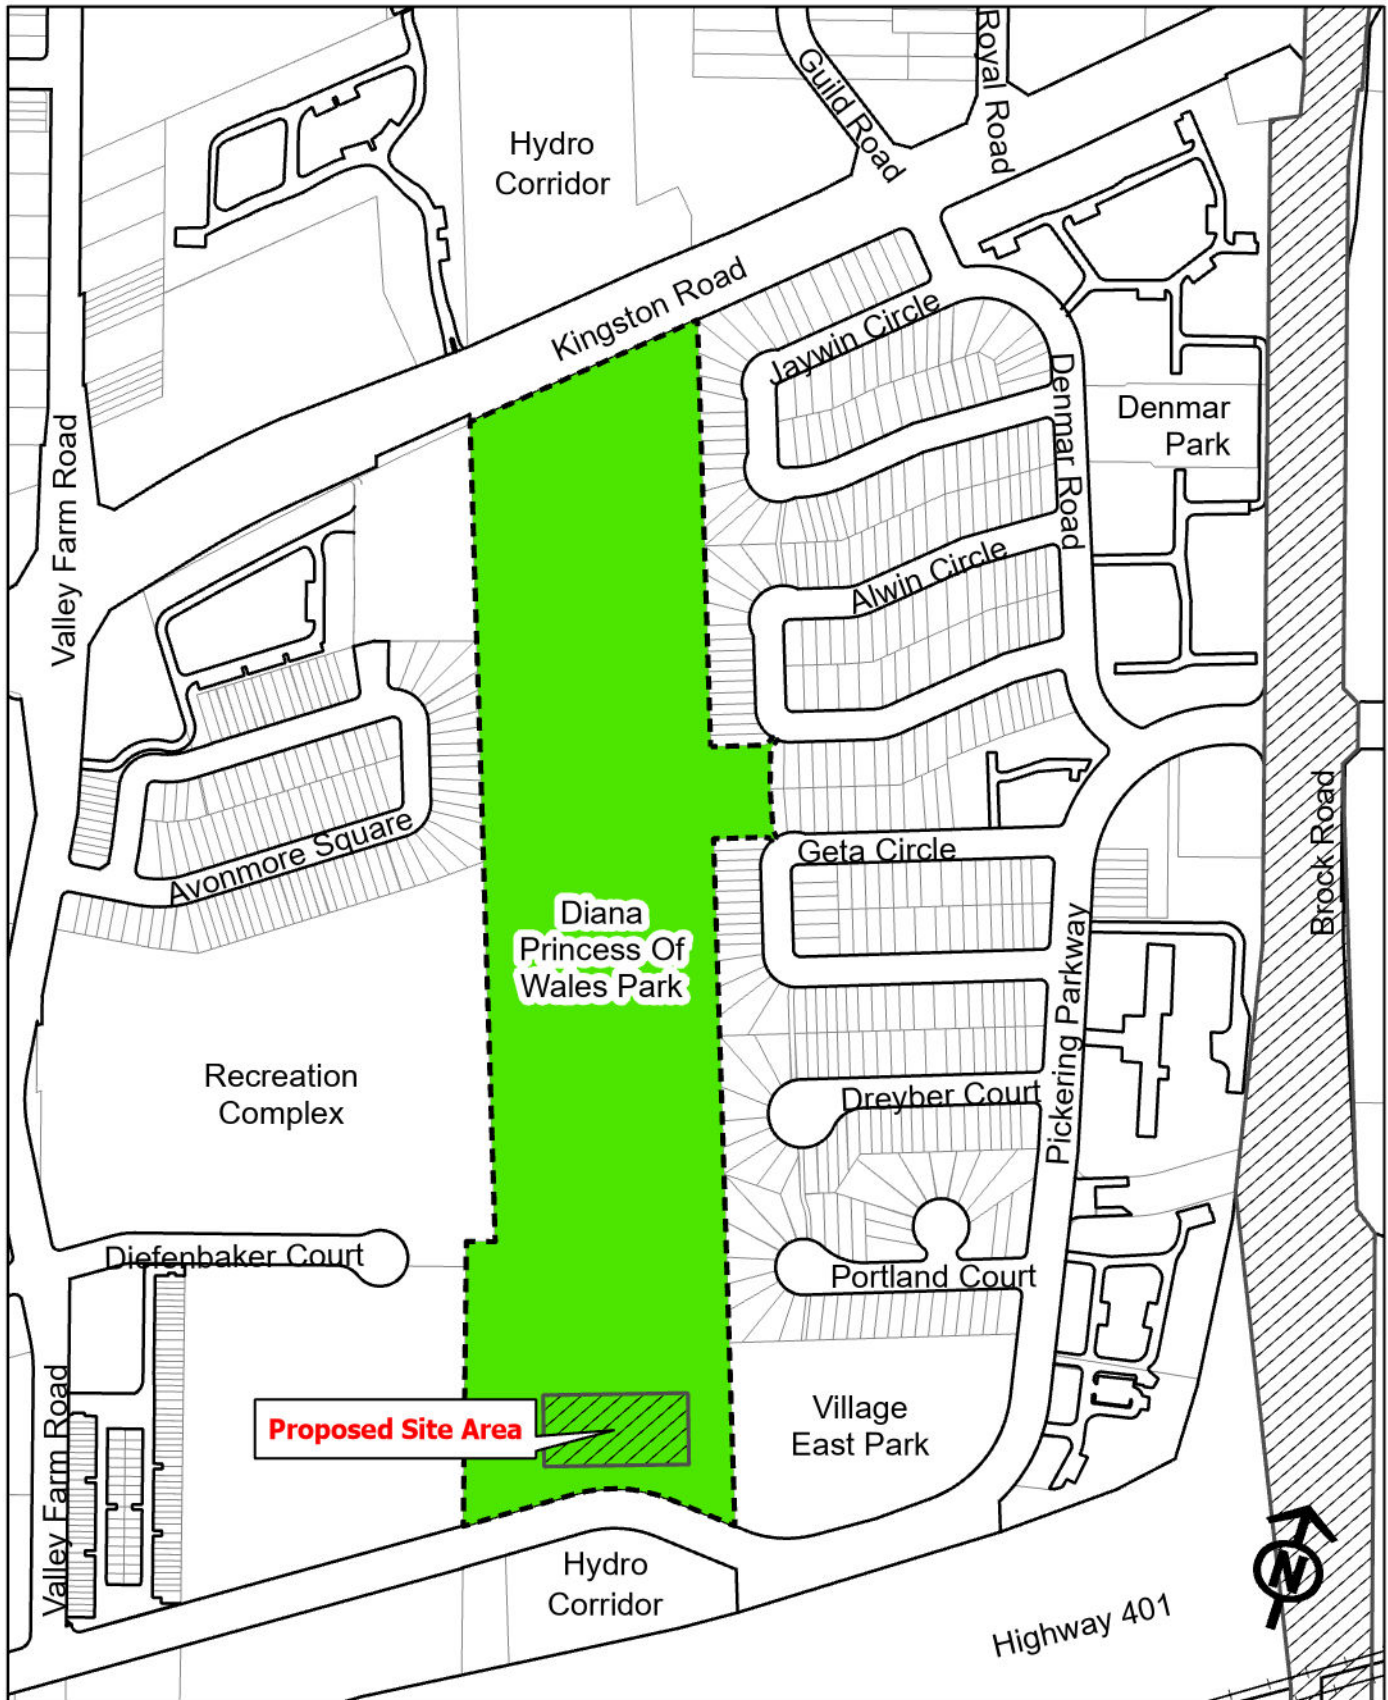 Guild Road
Royal Road
Hydro
Corridor
Kingston Road
Jaywin Circle
Denmar Road
Denmar
Park
Valley Farm Road
Alwin Circle
Avonmore Square
Geta Circle
Brock Road
Diana
Princess Of
Wales Park
Pickering Parkway
Recreation
Complex
Dreyber Court
Diefenbaker Court
Portland Court
Proposed Site Area
Village
East Park
Valley Farm Road
Hydro
Corridor
N
Highway 401